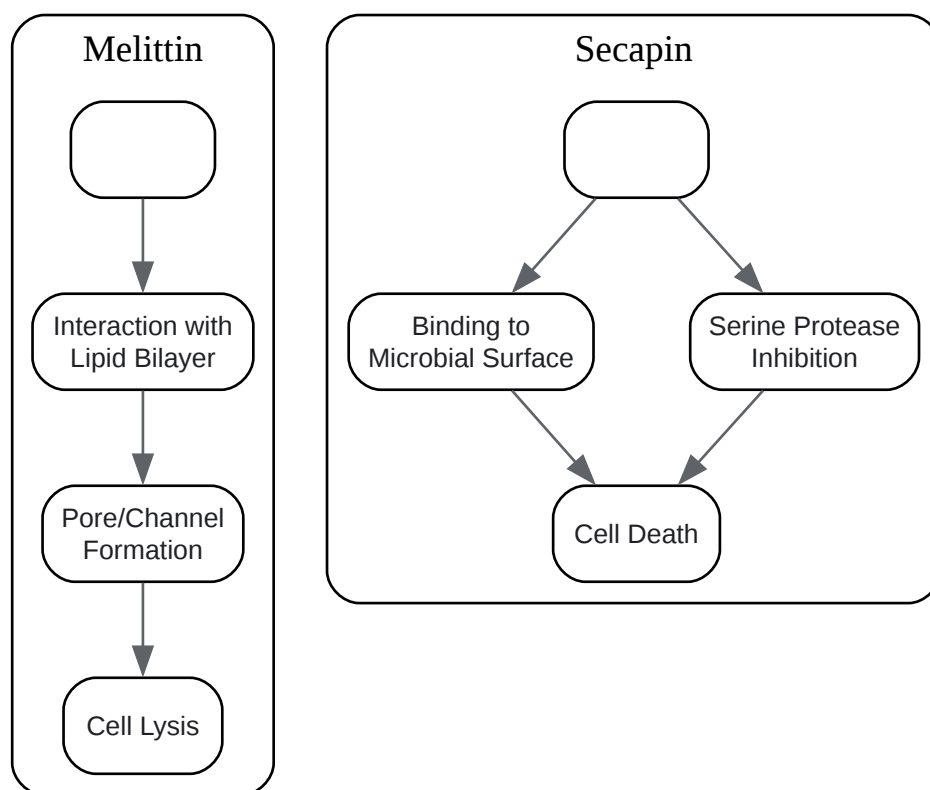 Melittin
Interaction with
Lipid Bilayer
Pore/Channel
Formation
Cell Lysis
Secapin
Binding to
Microbial Surface
Serine Protease
Inhibition
Cell Death